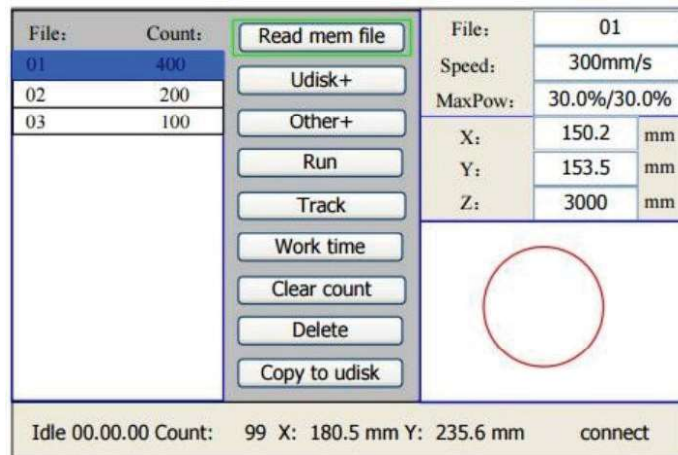 File: Count:
01 400
02 200
03 100
Read mem file
Udisk+
Other+
Run
Track
Work time
Clear count
Delete
Copy to udisk
File: 01
Speed: 300mm/s
MaxPow: 30.0%/30.0%
X: 150.2 mm
Y: 153.5 mm
Z: 3000 mm
Idle 00.00.00 Count: 99 X: 180.5 mm Y: 235.6 mm connect